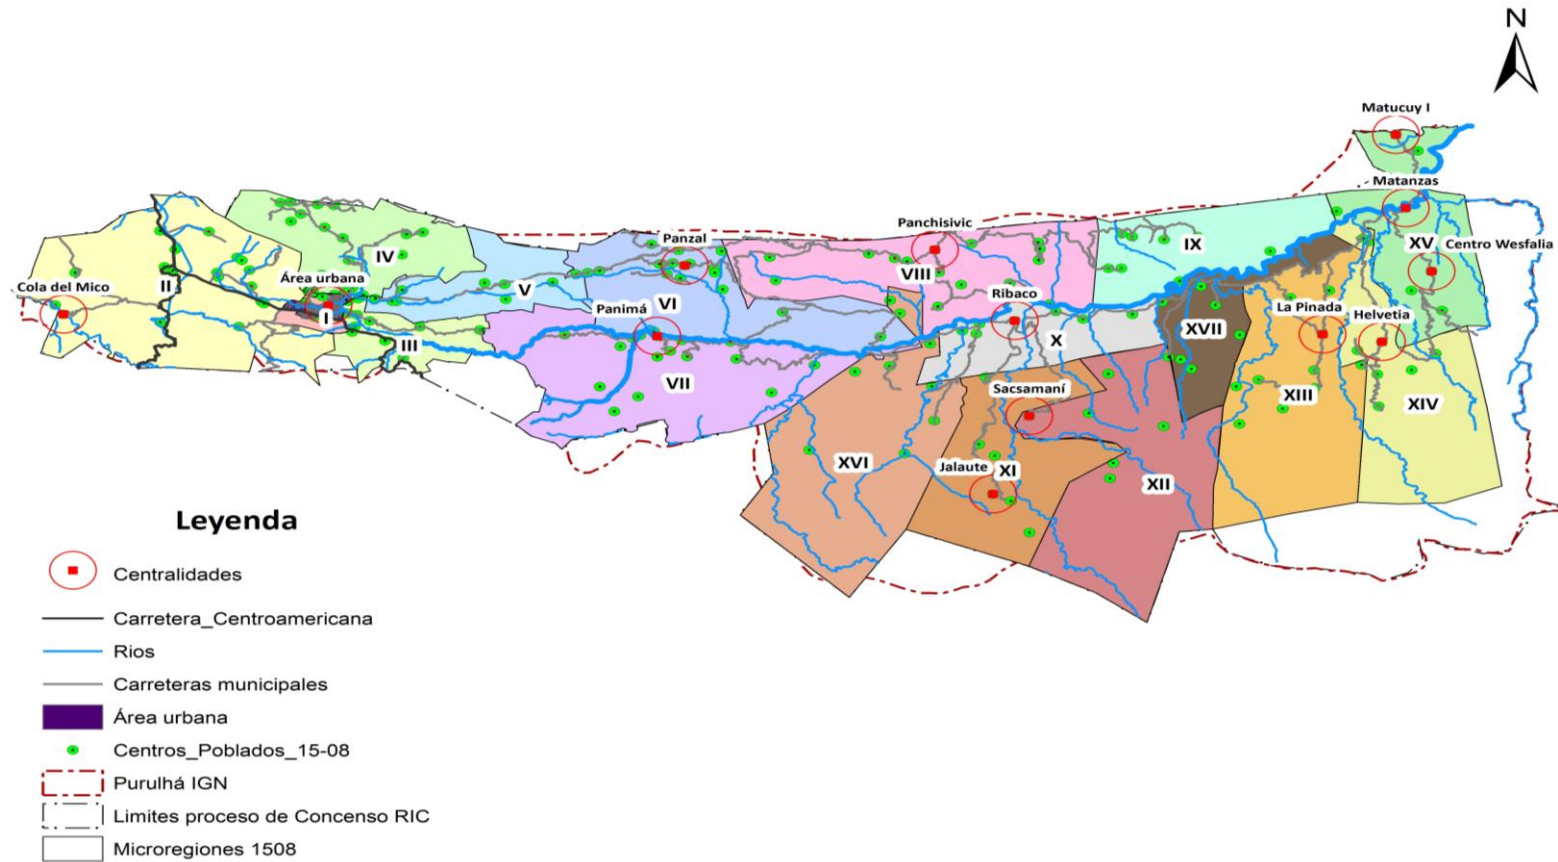 N
Matucuy I
Matanzas
Panchisivic
Panzal
IX
XV
Centro Wesfalia
IV
VIII
Área urbana
II
Cola del Mico
V
VI
Ribaco
Panimá
I
La Pinada
Helvetia
XVII
III
X
VII
Sacsamaní
XIII
XIV
XVI
Jalaute
XI
XII
Leyenda
Centralidades
Carretera_Centroamericana
Rios
Carreteras municipales
Área urbana
Centros_Poblados_15-08
Purulhá IGN
Limites proceso de Concenso RIC
Microregiones 1508